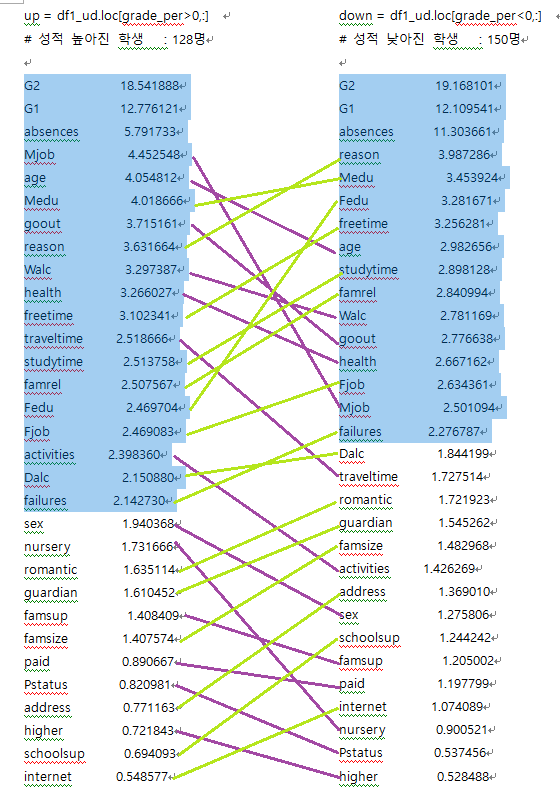 up = df1_ud.loc[grade_per>0,:]
# 성적 높아진 학생 : 128명
G2 18.541888
G1 12.776121
absences 5.791733
Mjob 4.452548
age 4.054812
Medu 4.018666
goout 3.715161
reason 3.631664
Walc 3.297387
health 3.266027
freetime 3.102341
traveltime 2.518666
studytime 2.513758
famrel 2.507567
Fedu 2.469704
Fjob 2.469083
activities 2.398360
Dalc 2.150880
failures 2.142730
sex 1.940368
nursery 1.731666
romantic 1.635114
guardian 1.610452
famsup 1.408409
famsize 1.407574
paid 0.890667
Pstatus 0.820981
address 0.771163
higher 0.721843
schoolsup 0.694093
internet 0.548577
down = df1_ud.loc[grade_per<0,:]
# 성적 낮아진 학생 : 150명
G2 19.168101
G1 12.109541
absences 11.303661
reason 3.987286
Medu 3.453924
Fedu 3.281671
freetime 3.256281
age 2.982656
studytime 2.898128
famrel 2.840994
Walc 2.781169
goout 2.776638
health 2.667162
Fjob 2.634361
Mjob 2.501094
failures 2.276787
Dalc 1.844199
traveltime 1.727514
romantic 1.721923
guardian 1.545262
famsize 1.482968
activities 1.426269
address 1.369010
sex 1.275806
schoolsup 1.244242
famsup 1.205002
paid 1.197799
internet 1.074089
nursery 0.900521
Pstatus 0.537456
higher 0.528488